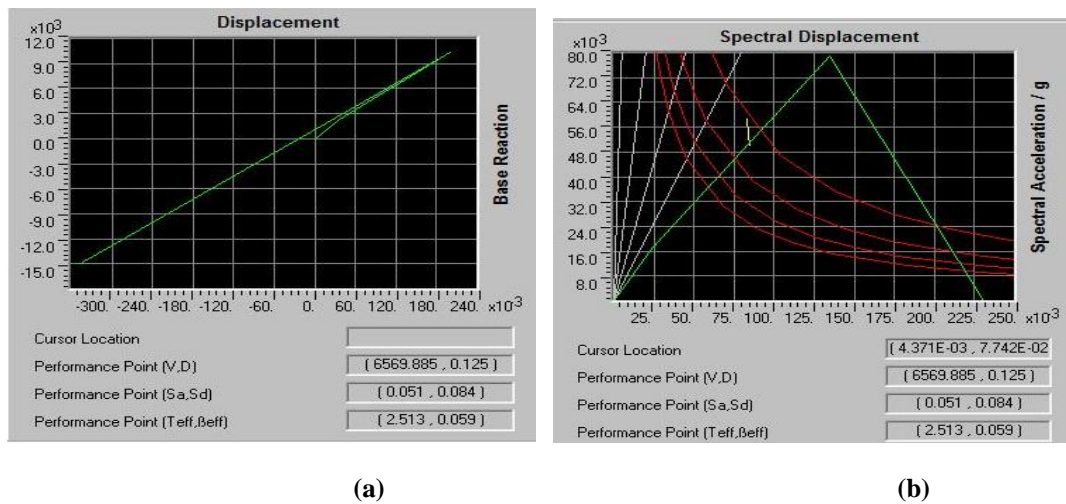 Displacement
x10³
12.0
9.0
6.0
3.0
0.0
-3.0
-6.0
-9.0
-12.0
-15.0
Base Reaction
-300. -240. -180. -120. -60. 0. 60. 120. 180. 240. x10⁻³
Cursor Location
Performance Point (V,D) ( 6569.885 , 0.125 )
Performance Point (Sa,Sd) ( 0.051 , 0.084 )
Performance Point (Teff,βeff) ( 2.513 , 0.059 )
(a)
Spectral Displacement
x10⁻³
80.0
72.0
64.0
56.0
48.0
40.0
32.0
24.0
16.0
8.0
Spectral Acceleration / g
25. 50. 75. 100. 125. 150. 175. 200. 225. 250. x10⁻³
Cursor Location ( 4.371E-03 , 7.742E-02
Performance Point (V,D) ( 6569.885 , 0.125 )
Performance Point (Sa,Sd) ( 0.051 , 0.084 )
Performance Point (Teff,βeff) ( 2.513 , 0.059 )
(b)